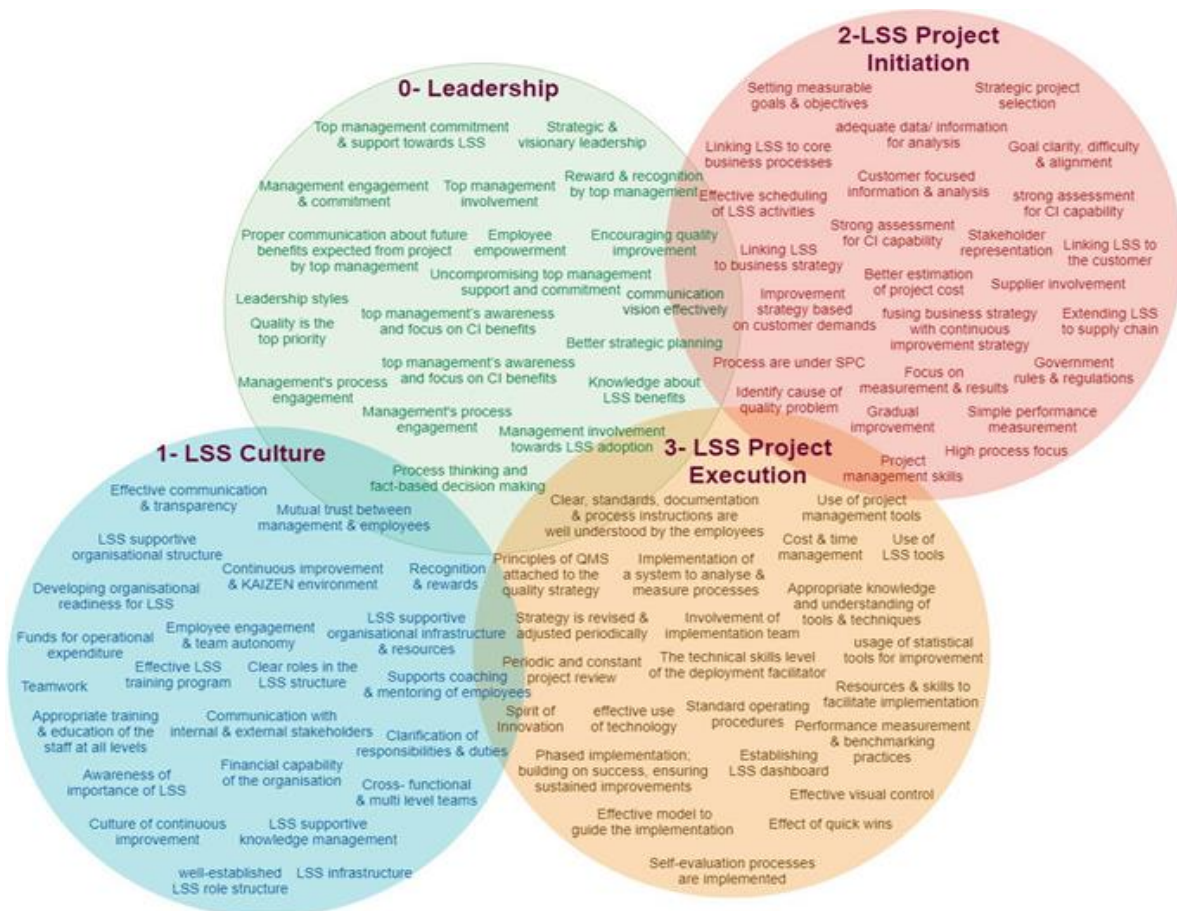 0- Leadership
Top management commitment
& support towards LSS
Strategic &
visionary leadership
Management engagement
& commitment
Top management
involvement
Reward & recognition
by top management
Proper communication about future
benefits expected from project
by top management
Employee
empowerment
Encouraging quality
improvement
Uncompromising top management
support and commitment
Leadership styles
communication
vision effectively
Quality is the
top priority
top management's awareness
and focus on CI benefits
Better strategic planning
top management's awareness
and focus on CI benefits
Management's process
engagement
Knowledge about
LSS benefits
Management's process
engagement
Management involvement
towards LSS adoption
Process thinking and
fact-based decision making
1- LSS Culture
Effective communication
& transparency
Mutual trust between
management & employees
LSS supportive
organisational structure
Continuous improvement
& KAIZEN environment
Recognition
& rewards
Developing organisational
readiness for LSS
Funds for operational
expenditure
Employee engagement
& team autonomy
LSS supportive
organisational infrastructure
& resources
Teamwork
Effective LSS
training program
Clear roles in the
LSS structure
Supports coaching
& mentoring of employees
Appropriate training
& education of the
staff at all levels
Communication with
internal & external stakeholders
Clarification of
responsibilities & duties
Awareness of
importance of LSS
Financial capability
of the organisation
Cross- functional
& multi level teams
Culture of continuous
improvement
LSS supportive
knowledge management
well-established
LSS role structure
LSS infrastructure
2-LSS Project
Initiation
Setting measurable
goals & objectives
Strategic project
selection
adequate data/ information
for analysis
Linking LSS to core
business processes
Goal clarity, difficulty
& alignment
Customer focused
information & analysis
Effective scheduling
of LSS activities
strong assessment
for CI capability
Strong assessment
for CI capability
Stakeholder
representation
Linking LSS
to business strategy
Linking LSS to
the customer
Better estimation
of project cost
Supplier involvement
Improvement
strategy based
on customer demands
fusing business strategy
with continuous
improvement strategy
Extending LSS
to supply chain
Process are under SPC
Focus on
measurement & results
Government
rules & regulations
Identify cause of
quality problem
Gradual
improvement
Simple performance
measurement
High process focus
Project
management skills
3- LSS Project
Execution
Clear, standards, documentation
& process instructions are
well understood by the employees
Use of project
management tools
Cost & time
management
Use of
LSS tools
Principles of QMS
attached to the
quality strategy
Implementation of
a system to analyse &
measure processes
Appropriate knowledge
and understanding of
tools & techniques
Strategy is revised &
adjusted periodically
Involvement of
implementation team
usage of statistical
tools for improvement
Periodic and constant
project review
The technical skills level
of the deployment facilitator
Resources & skills to
facilitate implementation
Spirit of
Innovation
effective use
of technology
Standard operating
procedures
Performance measurement
& benchmarking
practices
Phased implementation;
building on success, ensuring
sustained improvements
Establishing
LSS dashboard
Effective visual control
Effective model to
guide the implementation
Effect of quick wins
Self-evaluation processes
are implemented